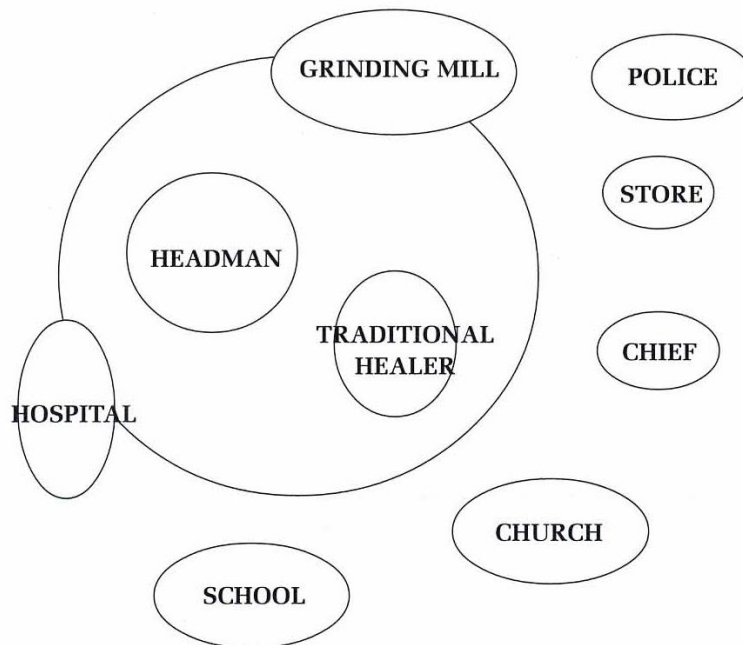 GRINDING MILL
POLICE
STORE
HEADMAN
TRADITIONAL
HEALER
CHIEF
HOSPITAL
CHURCH
SCHOOL